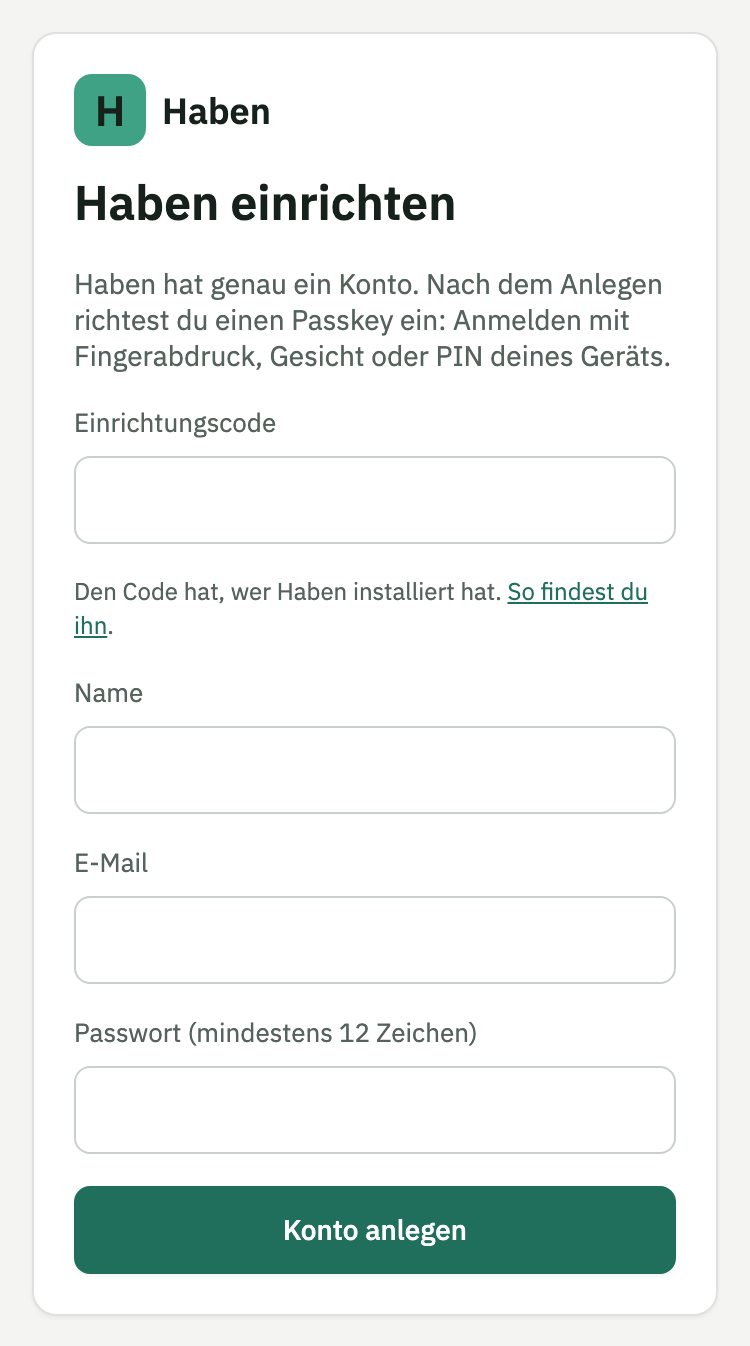 H Haben
Haben einrichten
Haben hat genau ein Konto. Nach dem Anlegen
richtest du einen Passkey ein: Anmelden mit
Fingerabdruck, Gesicht oder PIN deines Geräts.
Einrichtungscode
Den Code hat, wer Haben installiert hat. So findest du
ihn.
Name
E-Mail
Passwort (mindestens 12 Zeichen)
Konto anlegen